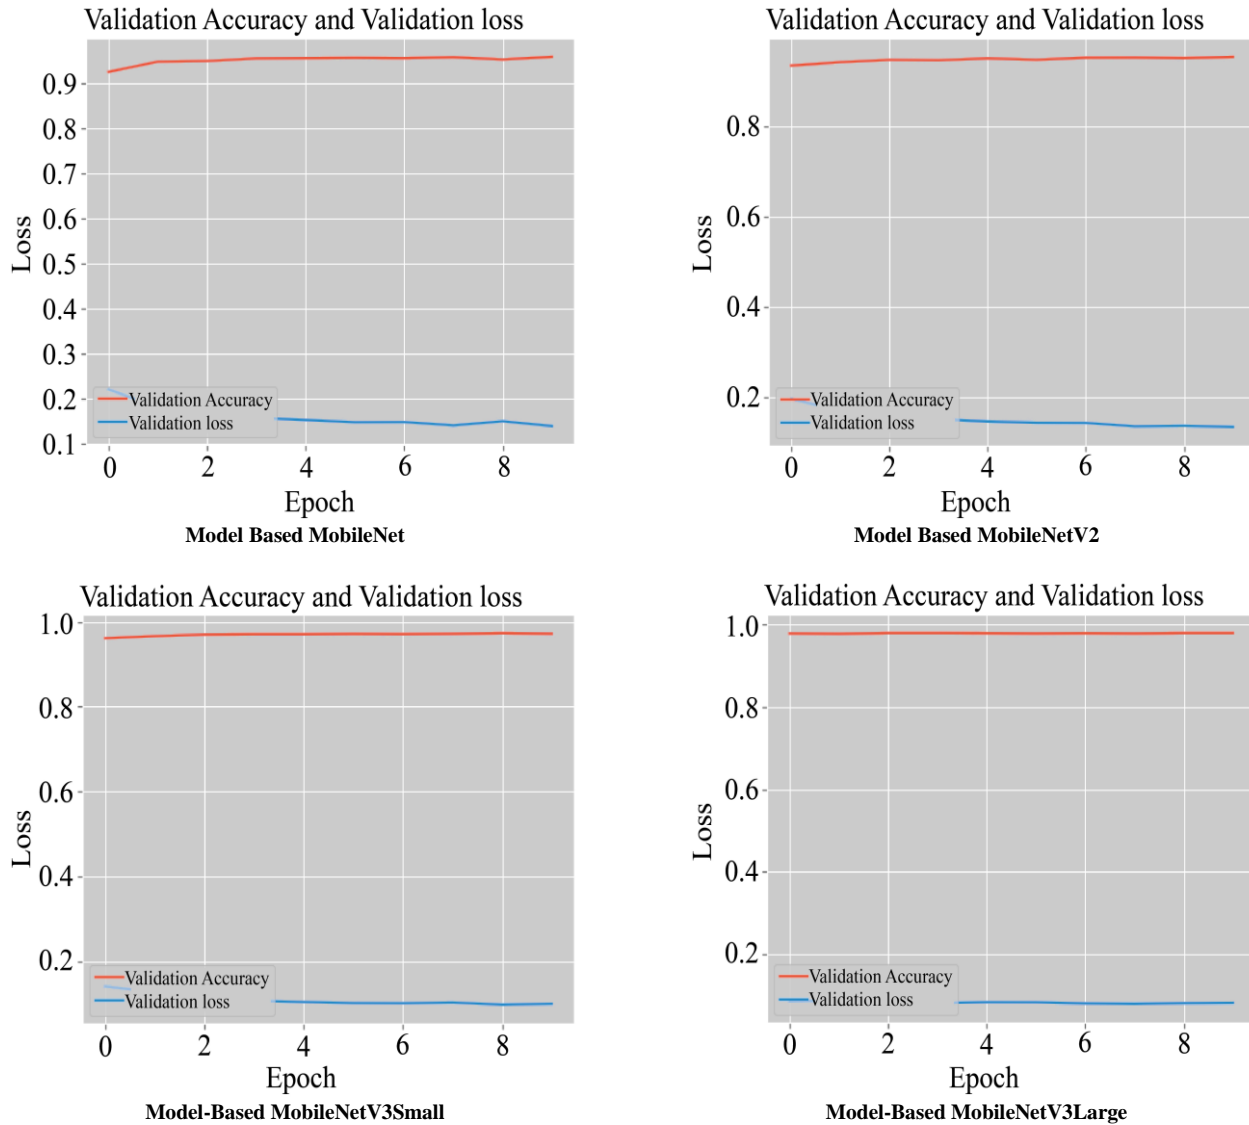 Validation Accuracy and Validation loss
0.9
0.8
0.7
0.6
0.5
0.4
0.3
0.2
0.1
Loss
Validation Accuracy
Validation loss
0 2 4 6 8
Epoch
Model Based MobileNet
Validation Accuracy and Validation loss
0.8
0.6
0.4
0.2
Loss
Validation Accuracy
Validation loss
0 2 4 6 8
Epoch
Model Based MobileNetV2
Validation Accuracy and Validation loss
1.0
0.8
0.6
0.4
0.2
Loss
Validation Accuracy
Validation loss
0 2 4 6 8
Epoch
Model-Based MobileNetV3Small
Validation Accuracy and Validation loss
1.0
0.8
0.6
0.4
0.2
Loss
Validation Accuracy
Validation loss
0 2 4 6 8
Epoch
Model-Based MobileNetV3Large